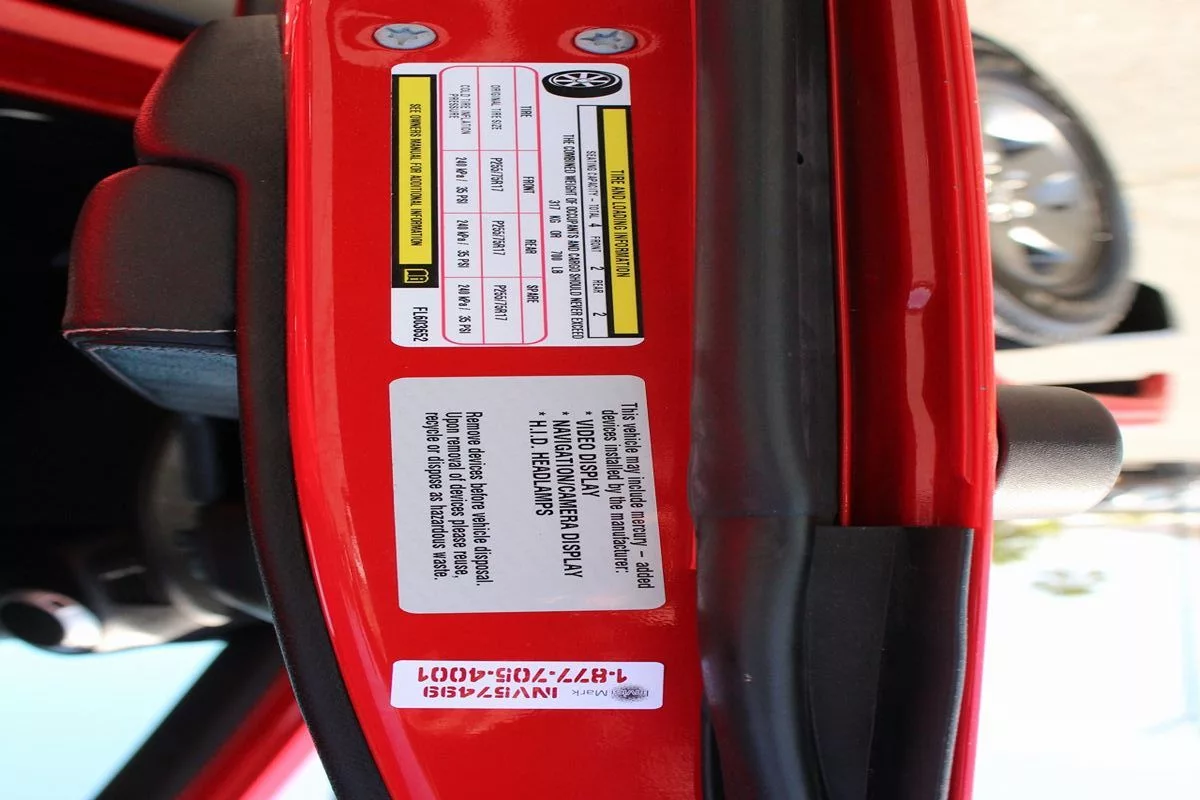 TIRE AND LOADING INFORMATION
SEATING CAPACITY – TOTAL 4 FRONT 2 REAR 2
THE COMBINED WEIGHT OF OCCUPANTS AND CARGO SHOULD NEVER EXCEED
317 KG OR 700 LB
TIRE FRONT REAR SPARE
ORIGINAL TIRE SIZE P255/75R17 P255/75R17 P255/75R17
COLD TIRE INFLATION PRESSURE 240 kPa / 35 PSI 240 kPa / 35 PSI 240 kPa / 35 PSI
SEE OWNERS MANUAL FOR ADDITIONAL INFORMATION
FL603652
This vehicle may include mercury – added
devices installed by the manufacturer:
* VIDEO DISPLAY
* NAVIGATION/CAMERA DISPLAY
* H.I.D. HEADLAMPS
Remove devices before vehicle disposal.
Upon removal of devices please reuse,
recycle or dispose as hazardous waste.
Mark
INV57499
1-877-705-4001